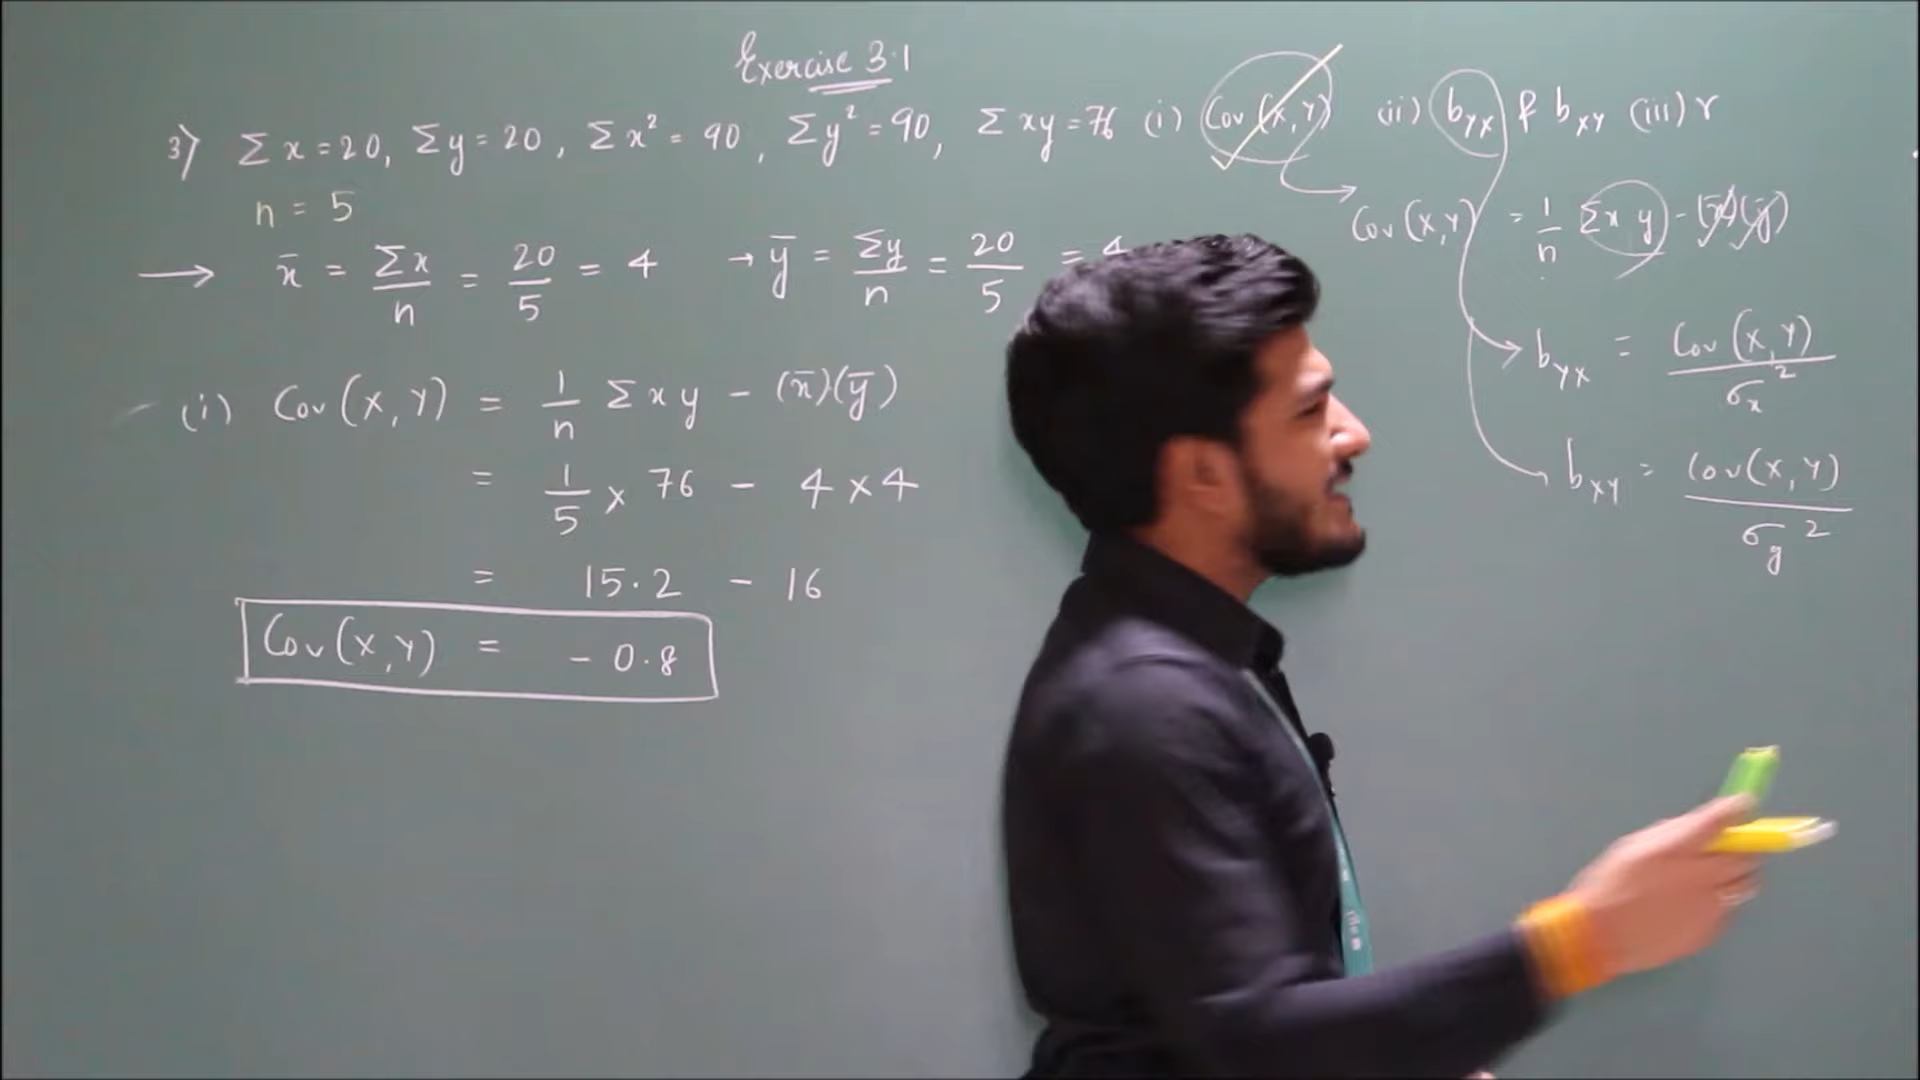 Exercise 3.1
3) Σx = 20, Σy = 20, Σx² = 90, Σy² = 90, Σxy = 76 (i) Cov(X,Y) (ii) bYX & bXY (iii) r
n = 5
→ x̄ = Σx/n = 20/5 = 4 → ȳ = Σy/n = 20/5 = 4
(i) Cov(X,Y) = 1/n Σxy - (x̄)(ȳ)
= 1/5 × 76 - 4×4
= 15.2 - 16
Cov(X,Y) = -0.8
Cov(X,Y) = 1/n Σxy - (x̄)(ȳ)
bYX = Cov(X,Y)/σx²
bXY = Cov(X,Y)/σy²